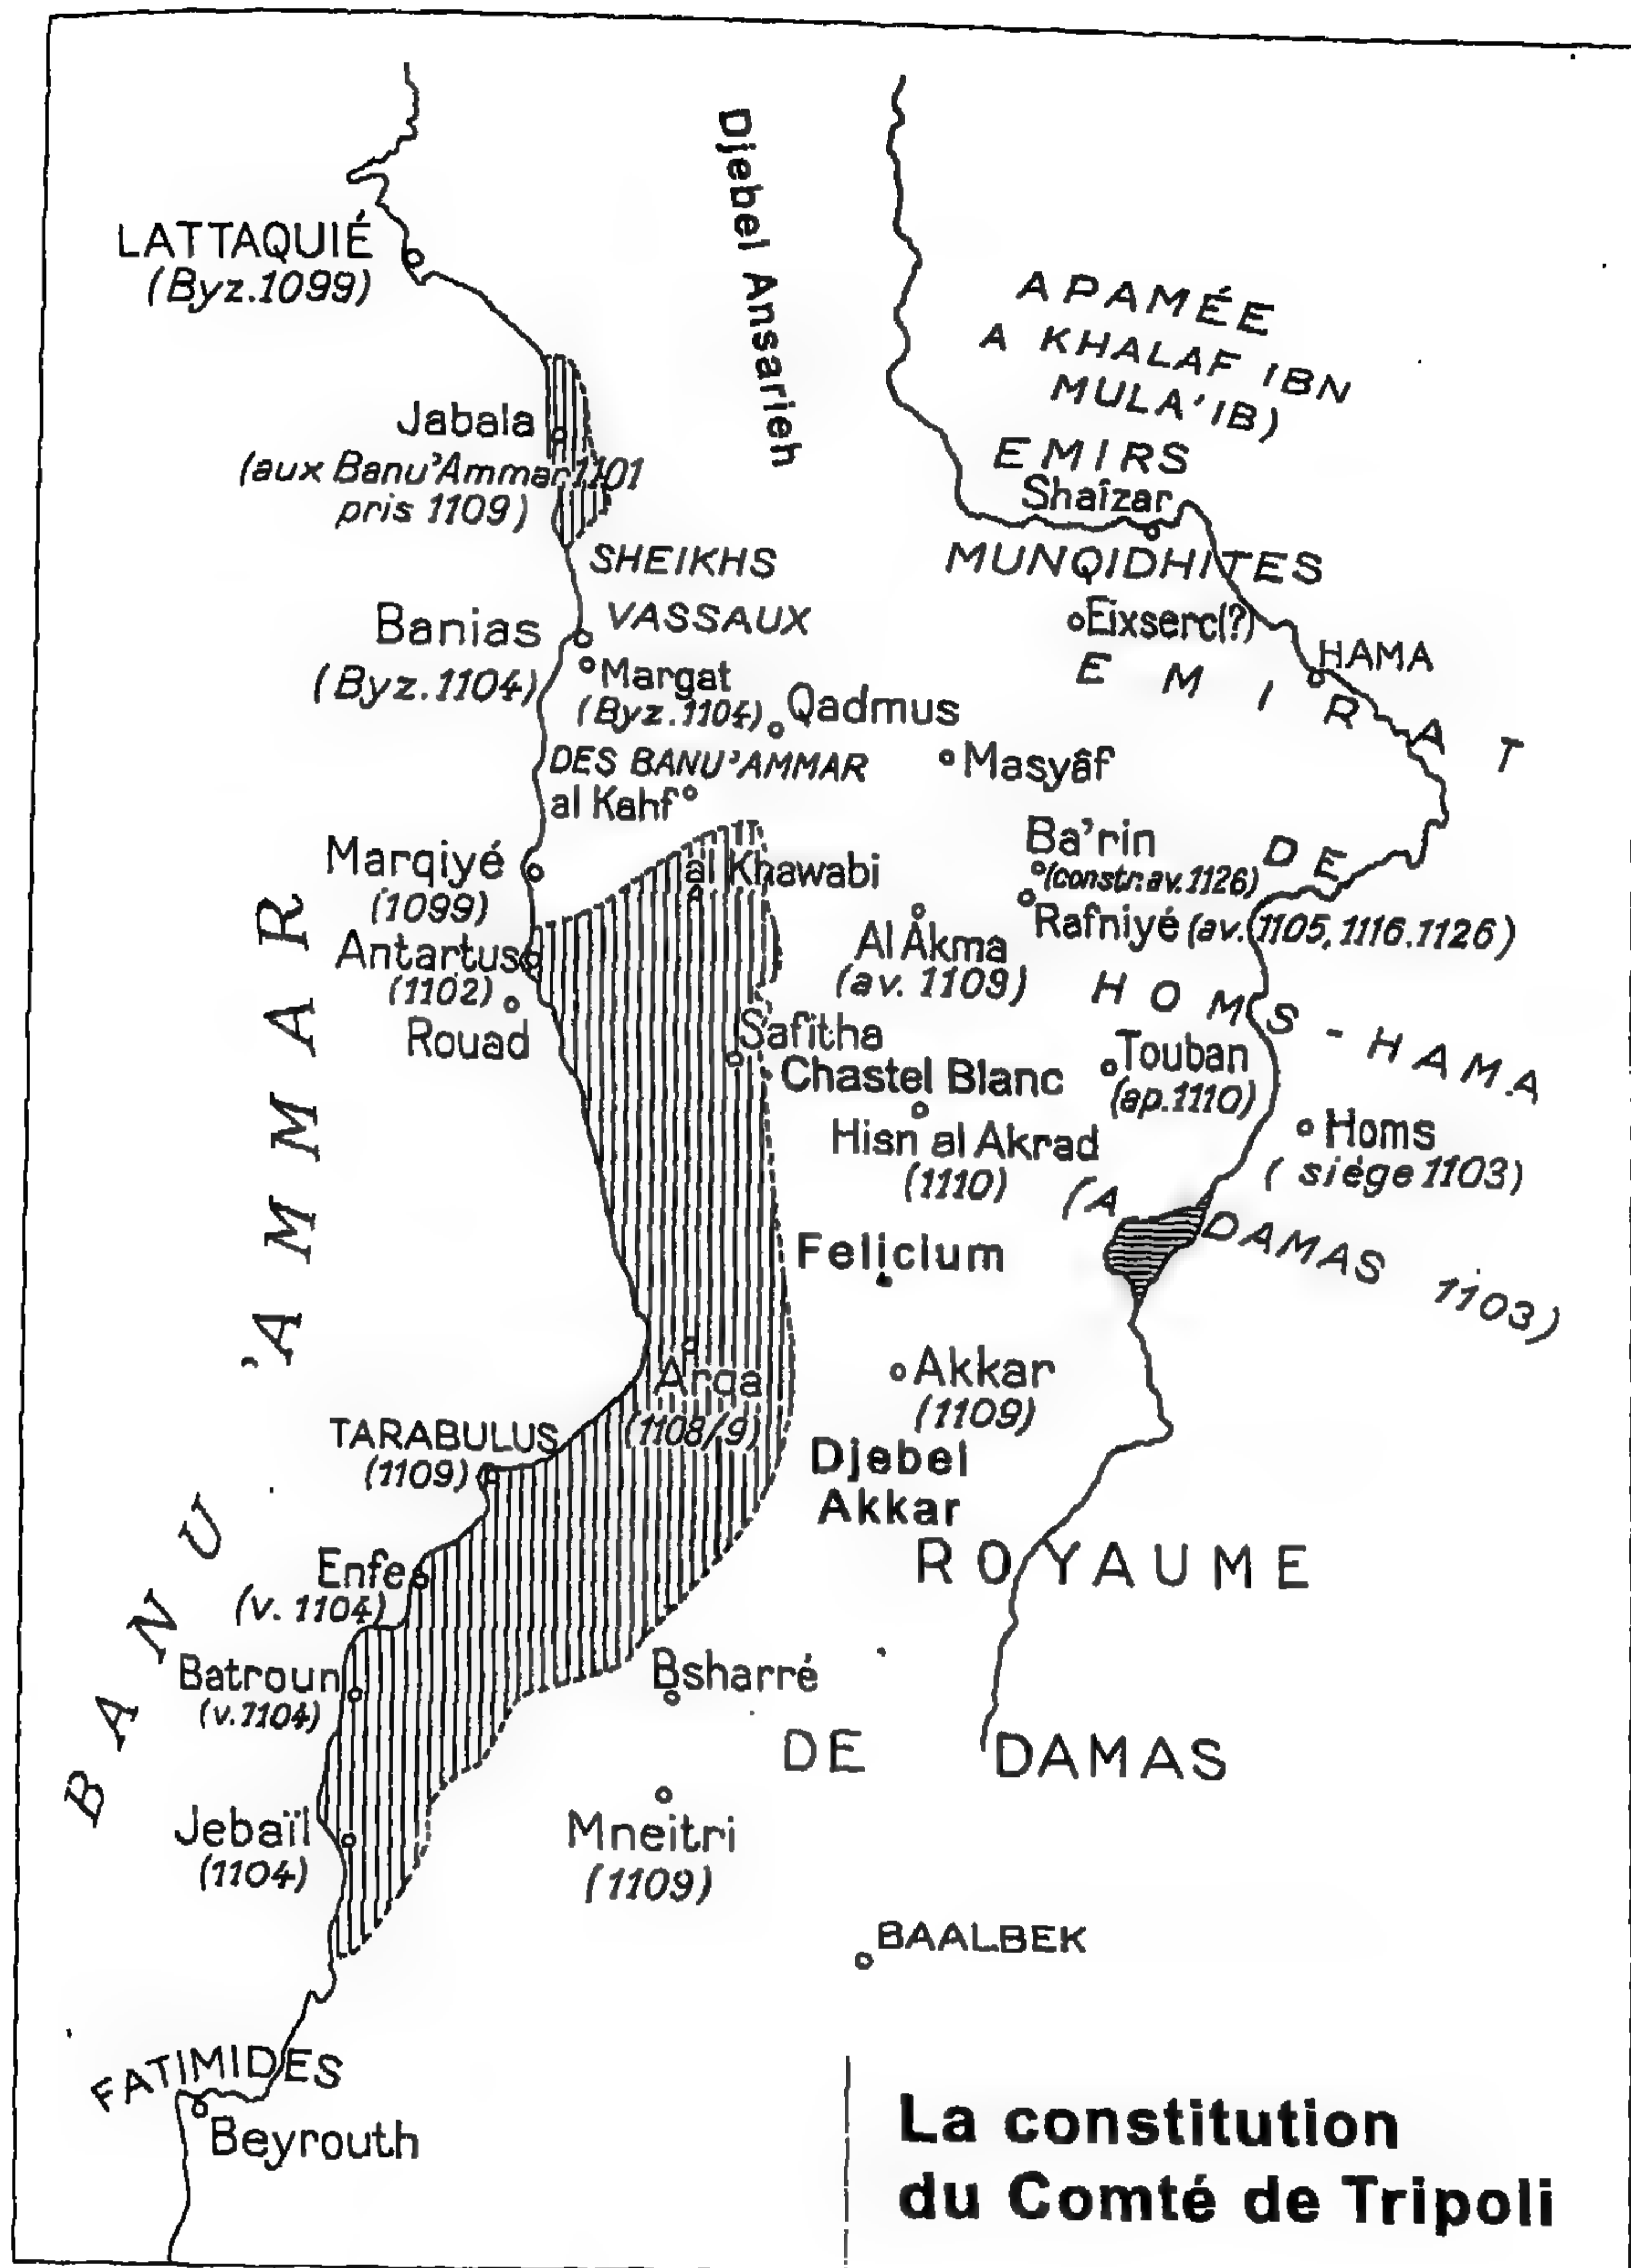 Djebel Ansarieh
LATTAQUIÉ
(Byz.1099)
APAMÉE
A KHALAF IBN
MULA'IB)
Jabala
(aux Banu'Ammar 1101
pris 1109)
EMIRS
Shaîzar
MUNQIDHITES
SHEIKHS
VASSAUX
DES BANU'AMMAR
Banias
(Byz.1104)
Margat
(Byz.1104)
Qadmus
Eixserc(?)
HAMA
EMIRAT
DE
HOMS-HAMA
(A DAMAS 1103)
Masyâf
al Kahf
Marqiyé
(1099)
al Khawabi
Ba'rin
(constr.av.1126)
Rafniyé (av.1105,1116.1126)
Antartus
(1102)
Rouad
Al Akma
(av. 1109)
Safitha
Chastel Blanc
Touban
(ap.1110)
Hisn al Akrad
(1110)
Homs
( siége 1103)
Felicium
BANU 'AMMAR
Arqa
(1108/9)
Akkar
(1109)
TARABULUS
(1109)
Djebel
Akkar
ROYAUME
DE DAMAS
Enfe
(v. 1104)
Batroun
(v.1104)
Bsharré
Jebaïl
(1104)
Mneitri
(1109)
BAALBEK
FATIMIDES
Beyrouth
La constitution
du Comté de Tripoli